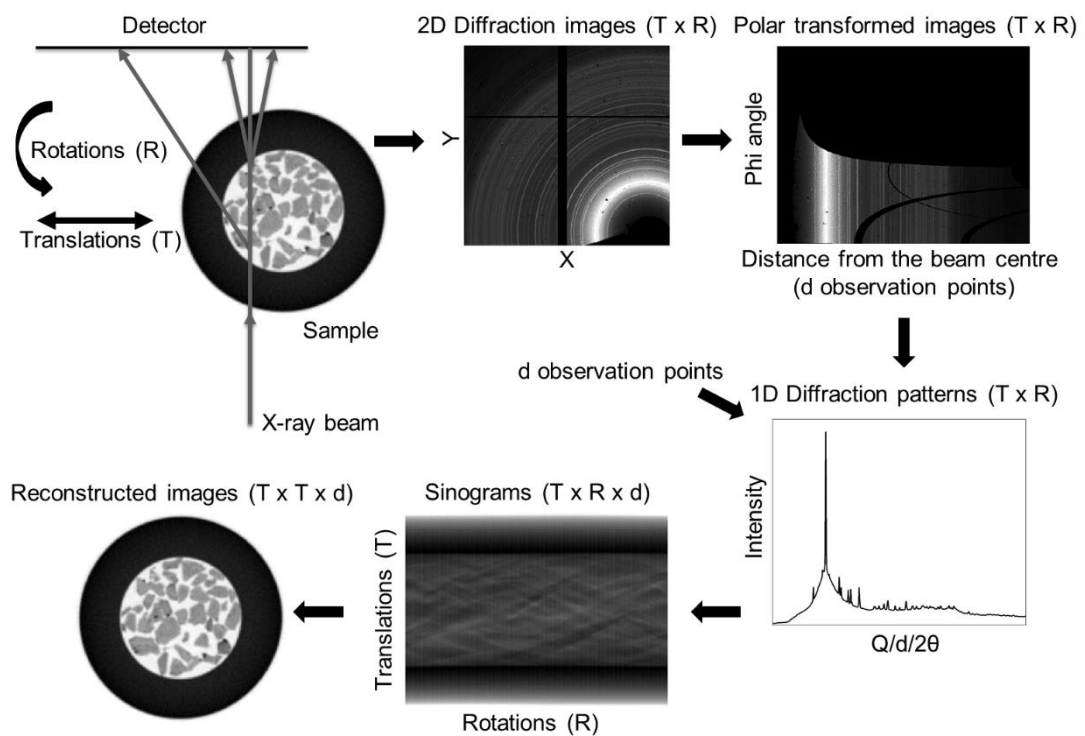 Detector
Rotations (R)
Translations (T)
Sample
X-ray beam
2D Diffraction images (T x R)
Y
X
Polar transformed images (T x R)
Phi angle
Distance from the beam centre
(d observation points)
d observation points
1D Diffraction patterns (T x R)
Intensity
Q/d/2θ
Sinograms (T x R x d)
Translations (T)
Rotations (R)
Reconstructed images (T x T x d)